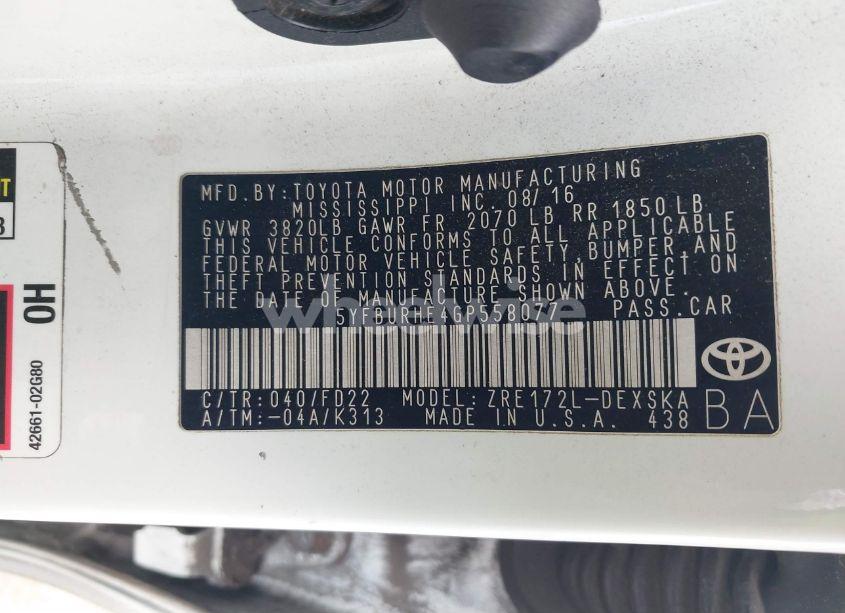 MFD.BY:TOYOTA MOTOR MANUFACTURING
MISSISSIPPI INC. 08/16
GVWR 3820LB GAWR FR 2070 LB RR 1850LB
THIS VEHICLE CONFORMS TO ALL APPLICABLE
FEDERAL MOTOR VEHICLE SAFETY, BUMPER, AND
THEFT PREVENTION STANDARDS IN EFFECT ON
THE DATE OF MANUFACTURE SHOWN ABOVE.
5YFBURHE4GP558077 PASS.CAR
C/TR:040/FD22 MODEL:ZRE172L-DEXSKA
A/TM:-04A/K313 MADE IN U.S.A. 438
BA
wheelwise
OH
42661-02G80